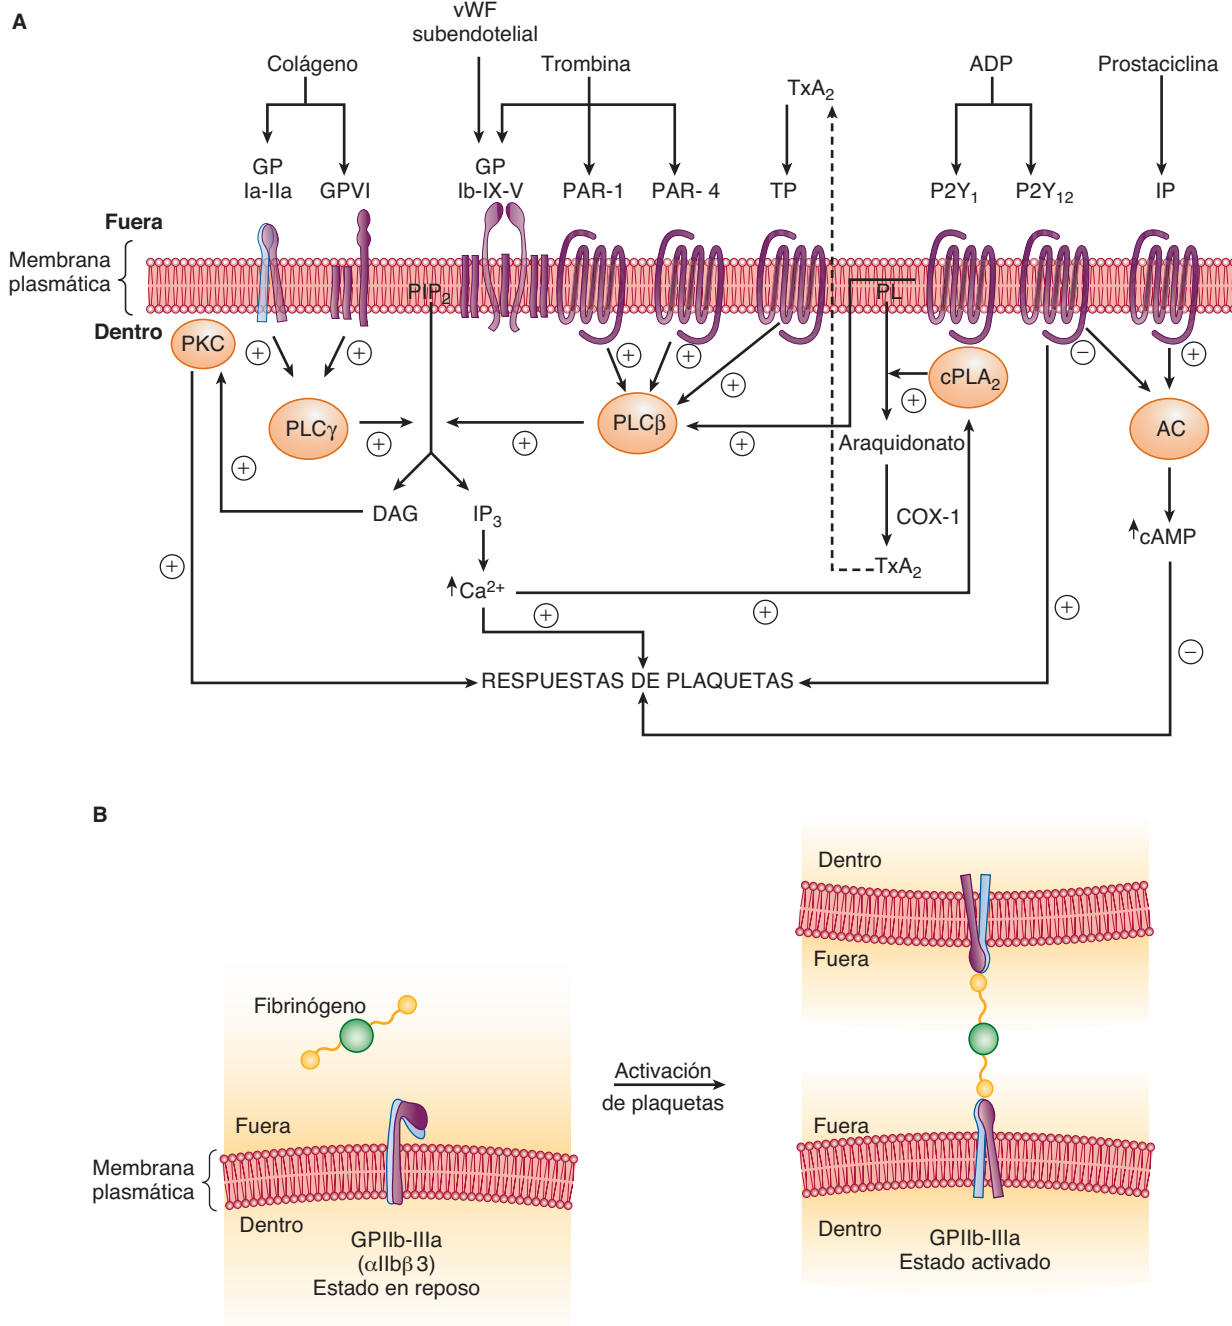 A
vWF
subendotelial
Colágeno
Trombina
ADP
Prostaciclina
TxA2
GP
Ia-IIa
GPVI
GP
Ib-IX-V
PAR-1
PAR- 4
TP
P2Y1
P2Y12
IP
Fuera
Membrana
plasmática
PIP2
PL
Dentro
PKC
+
+
+
+
+
−
+
cPLA2
+
PLCγ
+
+
PLCβ
+
+
AC
Araquidonato
+
DAG
IP3
COX-1
cAMP
+
TxA2
Ca2+
+
+
+
−
RESPUESTAS DE PLAQUETAS
B
Dentro
Fuera
Fibrinógeno
Activación
de plaquetas
Fuera
Fuera
Membrana
plasmática
Dentro
Dentro
GPIIb-IIIa
(αIIbβ 3)
Estado en reposo
GPIIb-IIIa
Estado activado